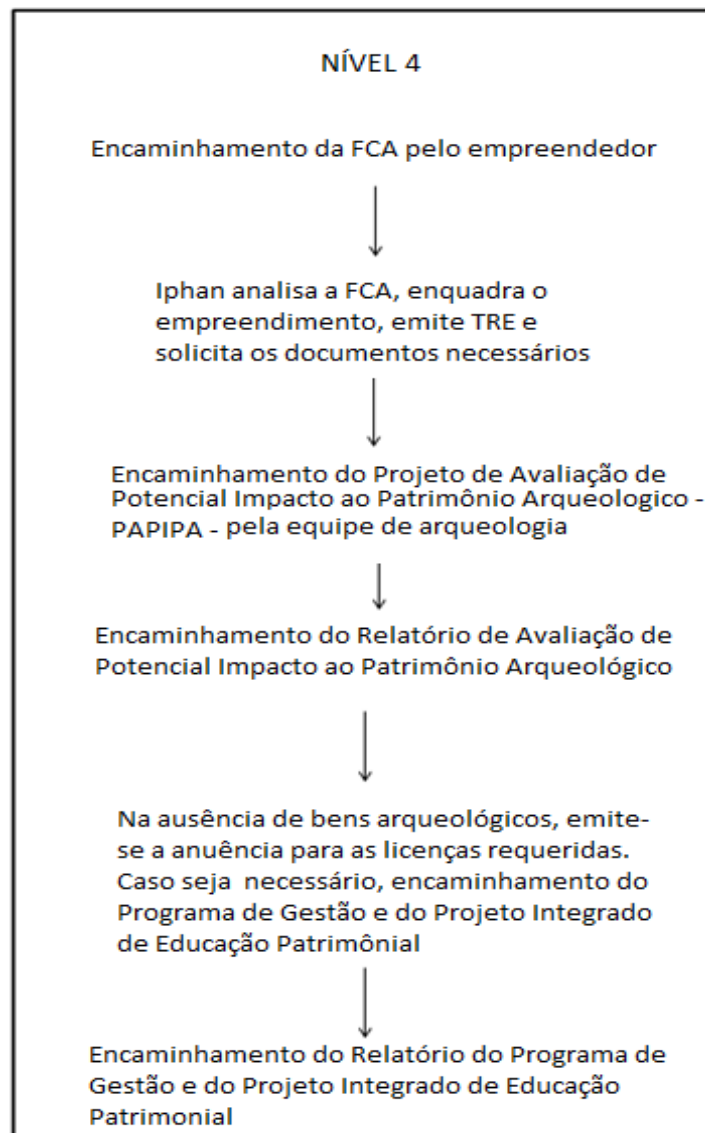 NÍVEL 4
Encaminhamento da FCA pelo empreendedor
Iphan analisa a FCA, enquadra o
empreendimento, emite TRE e
solicita os documentos necessários
Encaminhamento do Projeto de Avaliação de
Potencial Impacto ao Patrimônio Arqueologico -
PAPIPA - pela equipe de arqueologia
Encaminhamento do Relatório de Avaliação de
Potencial Impacto ao Patrimônio Arqueológico
Na ausência de bens arqueológicos, emite-
se a anuência para as licenças requeridas.
Caso seja necessário, encaminhamento do
Programa de Gestão e do Projeto Integrado
de Educação Patrimônial
Encaminhamento do Relatório do Programa de
Gestão e do Projeto Integrado de Educação
Patrimonial